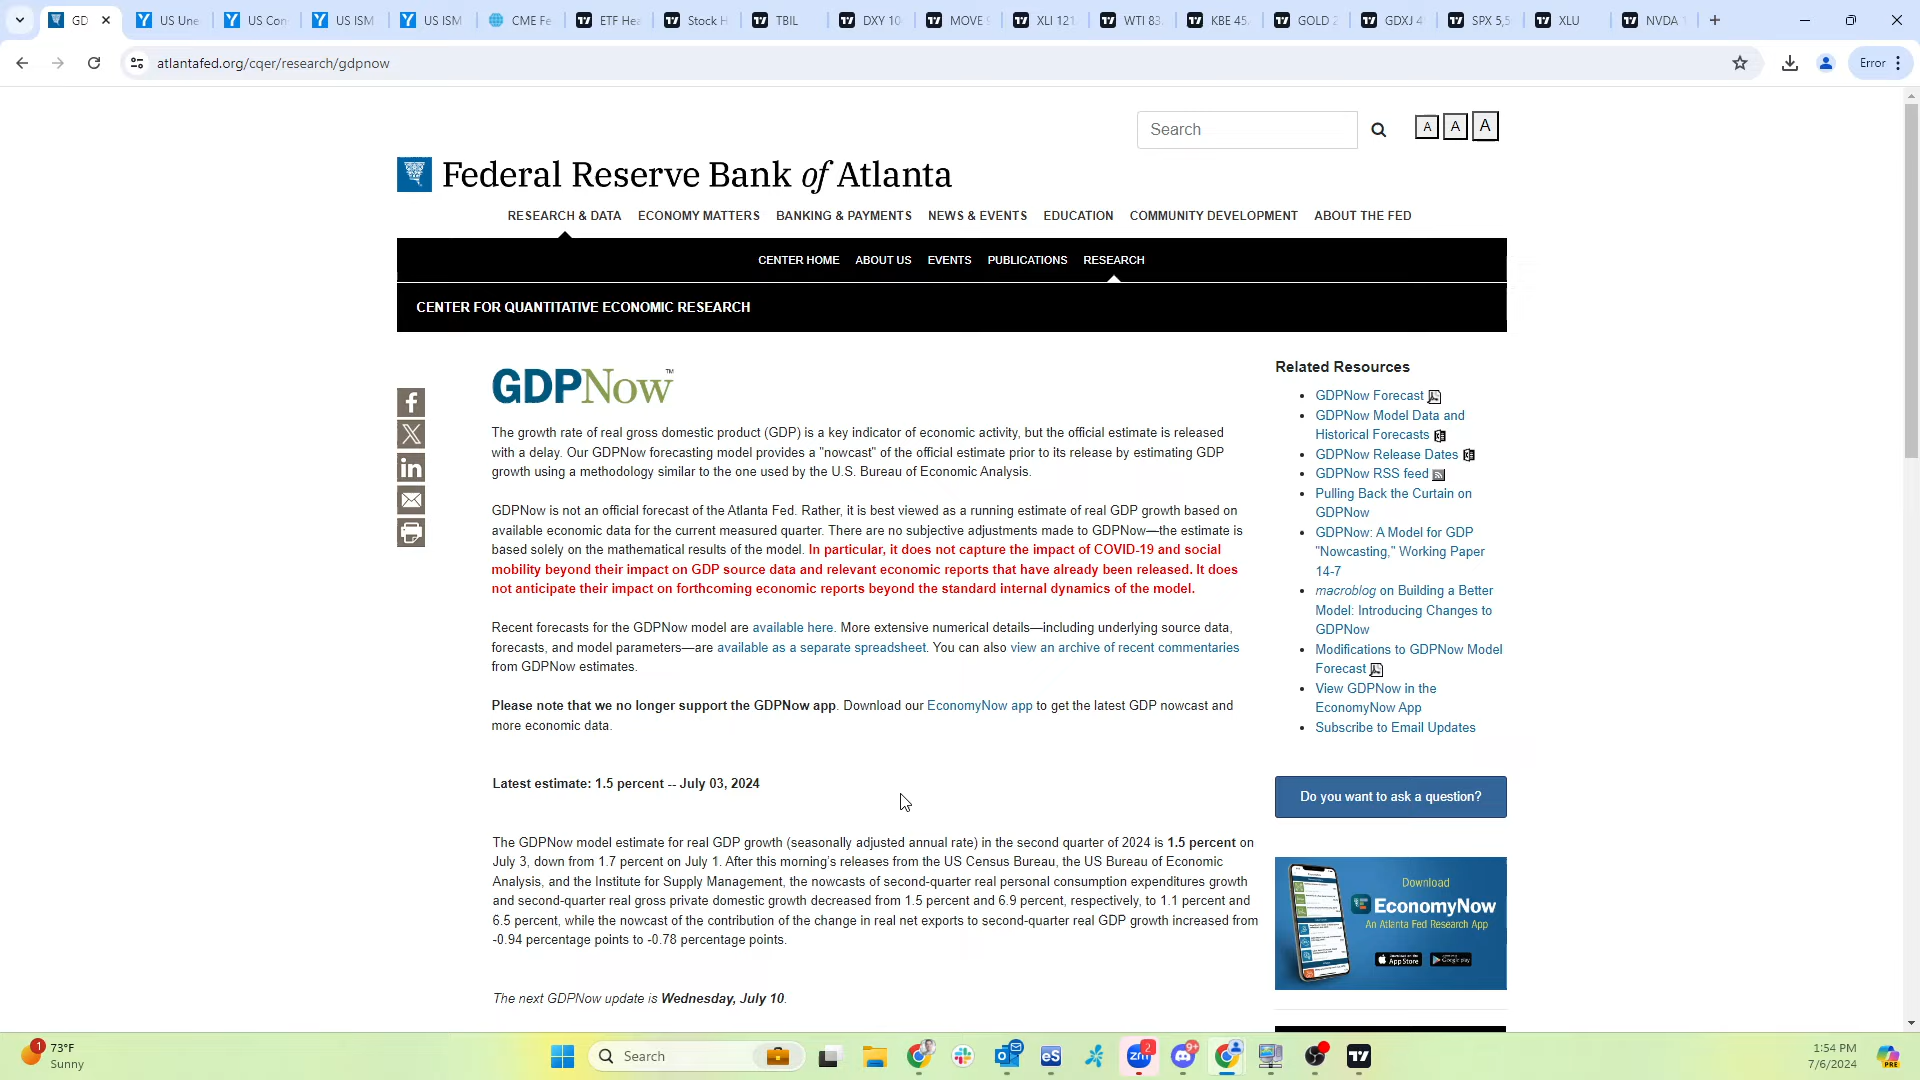 GD
US Une
US Con
US ISM
US ISM
CME Fe
ETF Hea
Stock H
TBIL
DXY 10
MOVE 9
XLI 121
WTI 83.
KBE 45.
GOLD 2
GDXJ 4
SPX 5,5
XLU
NVDA 1
atlantafed.org/cqer/research/gdpnow
Error
Search
A A A
Federal Reserve Bank of Atlanta
RESEARCH & DATA ECONOMY MATTERS BANKING & PAYMENTS NEWS & EVENTS EDUCATION COMMUNITY DEVELOPMENT ABOUT THE FED
CENTER HOME ABOUT US EVENTS PUBLICATIONS RESEARCH
CENTER FOR QUANTITATIVE ECONOMIC RESEARCH
GDPNow™
The growth rate of real gross domestic product (GDP) is a key indicator of economic activity, but the official estimate is released
with a delay. Our GDPNow forecasting model provides a "nowcast" of the official estimate prior to its release by estimating GDP
growth using a methodology similar to the one used by the U.S. Bureau of Economic Analysis.
GDPNow is not an official forecast of the Atlanta Fed. Rather, it is best viewed as a running estimate of real GDP growth based on
available economic data for the current measured quarter. There are no subjective adjustments made to GDPNow—the estimate is
based solely on the mathematical results of the model. In particular, it does not capture the impact of COVID-19 and social
mobility beyond their impact on GDP source data and relevant economic reports that have already been released. It does
not anticipate their impact on forthcoming economic reports beyond the standard internal dynamics of the model.
Recent forecasts for the GDPNow model are available here. More extensive numerical details—including underlying source data,
forecasts, and model parameters—are available as a separate spreadsheet. You can also view an archive of recent commentaries
from GDPNow estimates.
Please note that we no longer support the GDPNow app. Download our EconomyNow app to get the latest GDP nowcast and
more economic data.
Latest estimate: 1.5 percent -- July 03, 2024
The GDPNow model estimate for real GDP growth (seasonally adjusted annual rate) in the second quarter of 2024 is 1.5 percent on
July 3, down from 1.7 percent on July 1. After this morning's releases from the US Census Bureau, the US Bureau of Economic
Analysis, and the Institute for Supply Management, the nowcasts of second-quarter real personal consumption expenditures growth
and second-quarter real gross private domestic growth decreased from 1.5 percent and 6.9 percent, respectively, to 1.1 percent and
6.5 percent, while the nowcast of the contribution of the change in real net exports to second-quarter real GDP growth increased from
-0.94 percentage points to -0.78 percentage points.
The next GDPNow update is Wednesday, July 10.
Related Resources
GDPNow Forecast
GDPNow Model Data and
Historical Forecasts
GDPNow Release Dates
GDPNow RSS feed
Pulling Back the Curtain on
GDPNow
GDPNow: A Model for GDP
"Nowcasting," Working Paper
14-7
macroblog on Building a Better
Model: Introducing Changes to
GDPNow
Modifications to GDPNow Model
Forecast
View GDPNow in the
EconomyNow App
Subscribe to Email Updates
Do you want to ask a question?
Download
EconomyNow
An Atlanta Fed Research App
App Store
Google play
1
73°F
Sunny
Search
eS
zm
2
9+
1:54 PM
7/6/2024
PRE